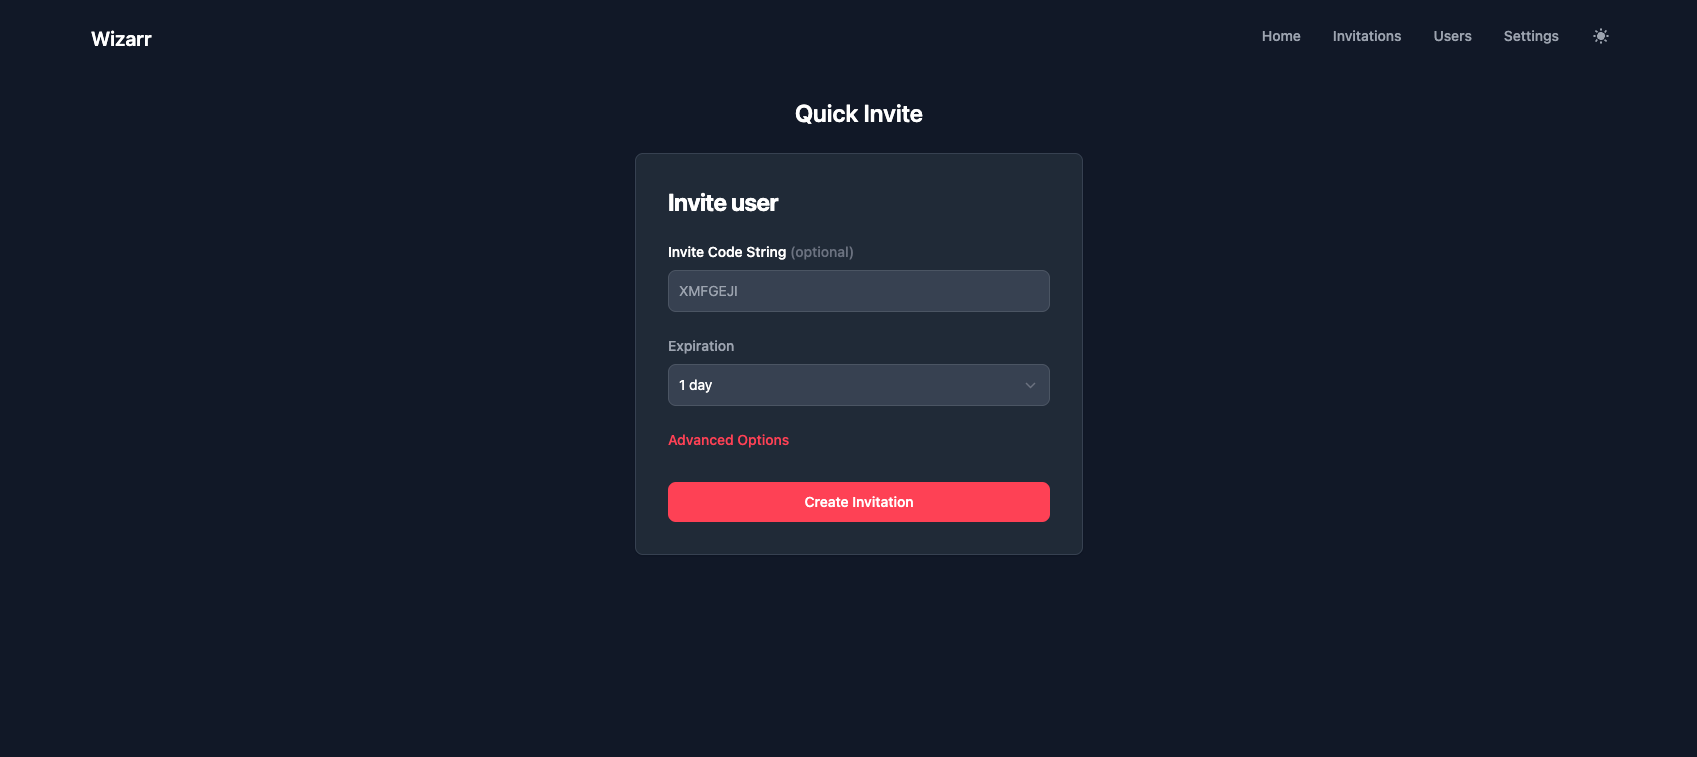 Wizarr
Home Invitations Users Settings
Quick Invite
Invite user
Invite Code String (optional)
XMFGEJI
Expiration
1 day
Advanced Options
Create Invitation